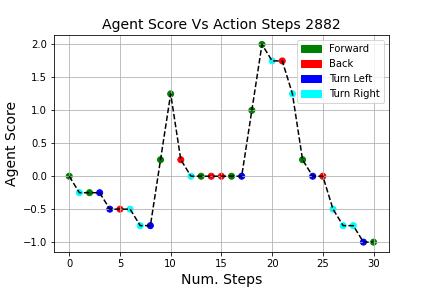 Agent Score Vs Action Steps 2882
Agent Score
2.0
1.5
1.0
0.5
0.0
−0.5
−1.0
Forward
Back
Turn Left
Turn Right
0 5 10 15 20 25 30
Num. Steps